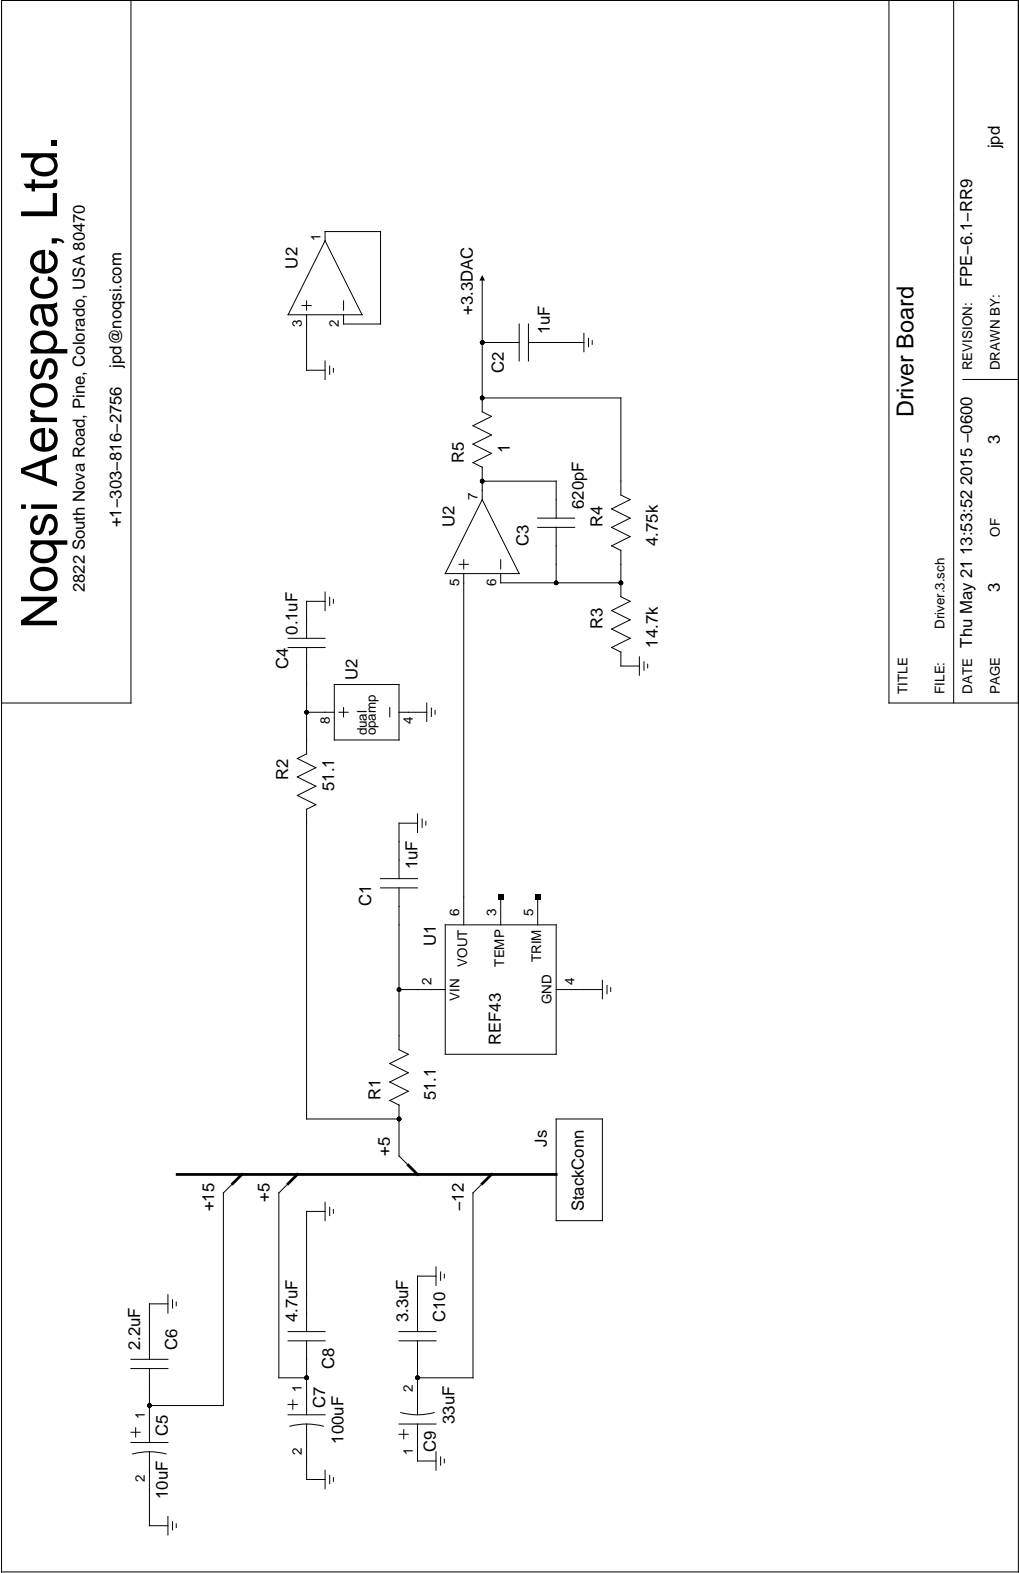 Noqsi Aerospace, Ltd.
2822 South Nova Road, Pine, Colorado, USA 80470
+1−303−816−2756 jpd@noqsi.com
2.2uF
C6
+ 1
C5
2
10uF
+15
4.7uF
C8
+ 1
C7
2
100uF
+5
3.3uF
C10
2
33uF
1 +
C9
−12
+5
Js
StackConn
R2
51.1
C4
0.1uF
U2
8
+
dual
opamp
−
4
R1
51.1
C1
1uF
U1
2
VIN
6
VOUT
3
TEMP
5
TRIM
REF43
GND
4
U2
3
+
2
−
1
U2
5
+
6
−
7
R5
1
C3
620pF
R4
4.75k
R3
14.7k
C2
1uF
+3.3DAC
TITLE
Driver Board
FILE: Driver.3.sch
DATE Thu May 21 13:53:52 2015 −0600
REVISION: FPE−6.1−RR9
PAGE 3 OF 3
DRAWN BY: jpd